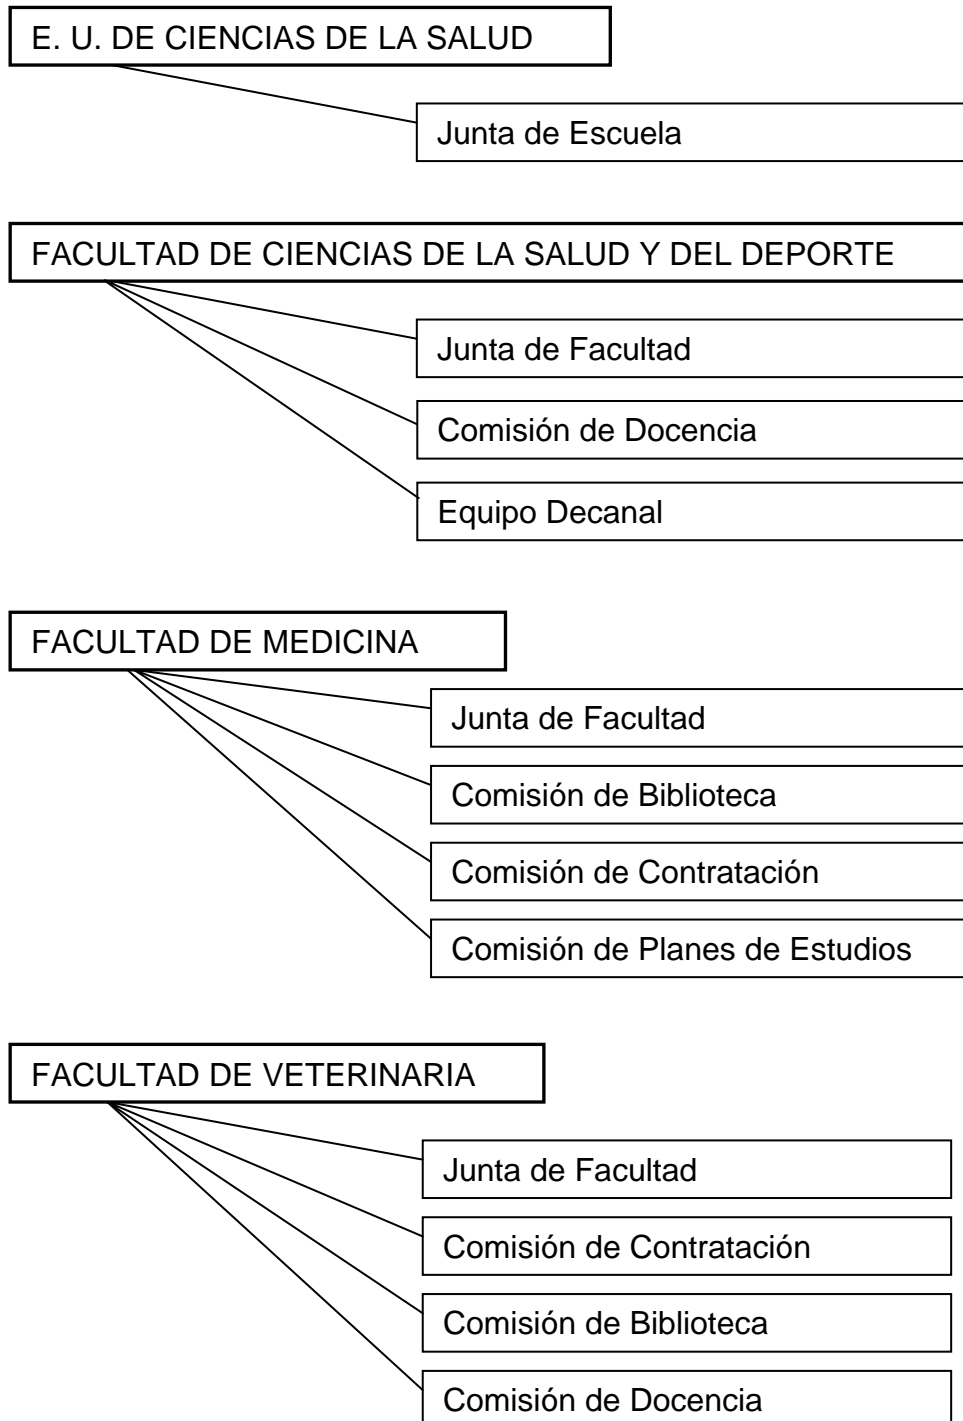 E. U. DE CIENCIAS DE LA SALUD
Junta de Escuela
FACULTAD DE CIENCIAS DE LA SALUD Y DEL DEPORTE
Junta de Facultad
Comisión de Docencia
Equipo Decanal
FACULTAD DE MEDICINA
Junta de Facultad
Comisión de Biblioteca
Comisión de Contratación
Comisión de Planes de Estudios
FACULTAD DE VETERINARIA
Junta de Facultad
Comisión de Contratación
Comisión de Biblioteca
Comisión de Docencia